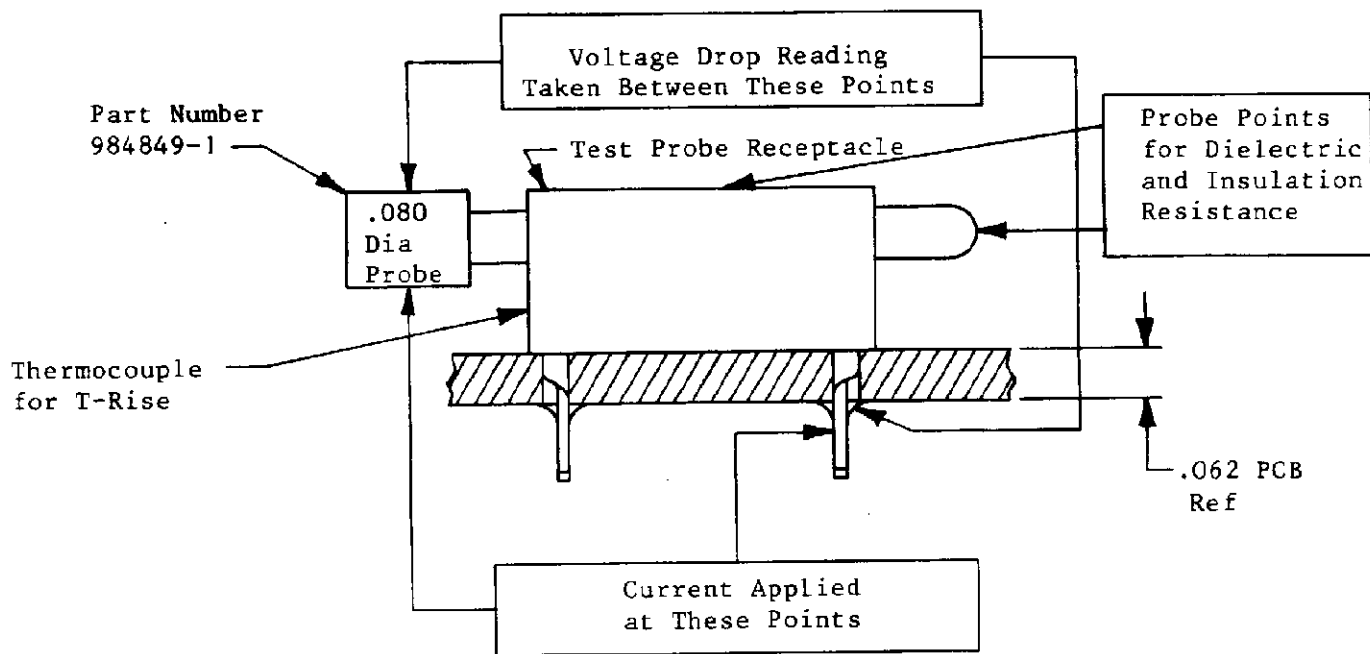 Voltage Drop Reading
Taken Between These Points
Part Number
984849-1
Test Probe Receptacle
Probe Points
for Dielectric
and Insulation
Resistance
.080
Dia
Probe
Thermocouple
for T-Rise
.062 PCB
Ref
Current Applied
at These Points